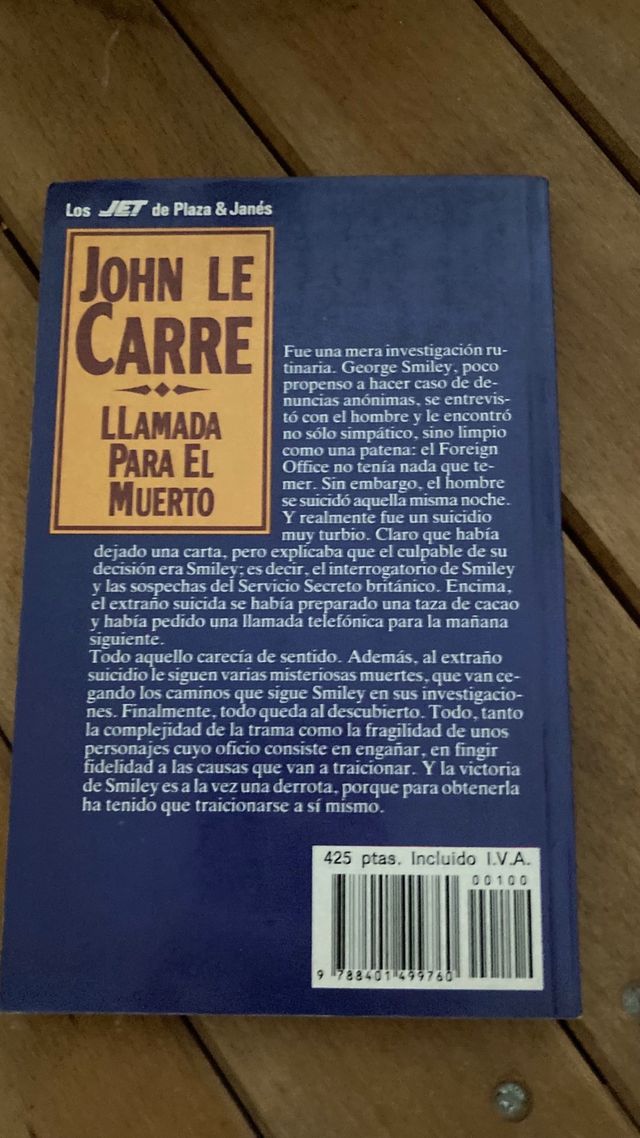 Los JET de Plaza & Janés
JOHN LE
CARRE
LLAMADA
PARA EL
MUERTO
Fue una mera investigación ru-
tinaria. George Smiley, poco
propenso a hacer caso de de-
nuncias anónimas, se entrevis-
tó con el hombre y le encontró
no sólo simpático, sino limpio
como una patena: el Foreign
Office no tenía nada que te-
mer. Sin embargo, el hombre
se suicidó aquella misma noche.
Y realmente fue un suicidio
muy turbio. Claro que había
dejado una carta, pero explicaba que el culpable de su
decisión era Smiley; es decir, el interrogatorio de Smiley
y las sospechas del Servicio Secreto británico. Encima,
el extraño suicida se había preparado una taza de cacao
y había pedido una llamada telefónica para la mañana
siguiente.
Todo aquello carecía de sentido. Además, al extraño
suicidio le siguen varias misteriosas muertes, que van ce-
gando los caminos que sigue Smiley en sus investigacio-
nes. Finalmente, todo queda al descubierto. Todo, tanto
la complejidad de la trama como la fragilidad de unos
personajes cuyo oficio consiste en engañar, en fingir
fidelidad a las causas que van a traicionar. Y la victoria
de Smiley es a la vez una derrota, porque para obtenerla
ha tenido que traicionarse a sí mismo.
425 ptas. Incluido I.V.A.
00100
9 788401 499760